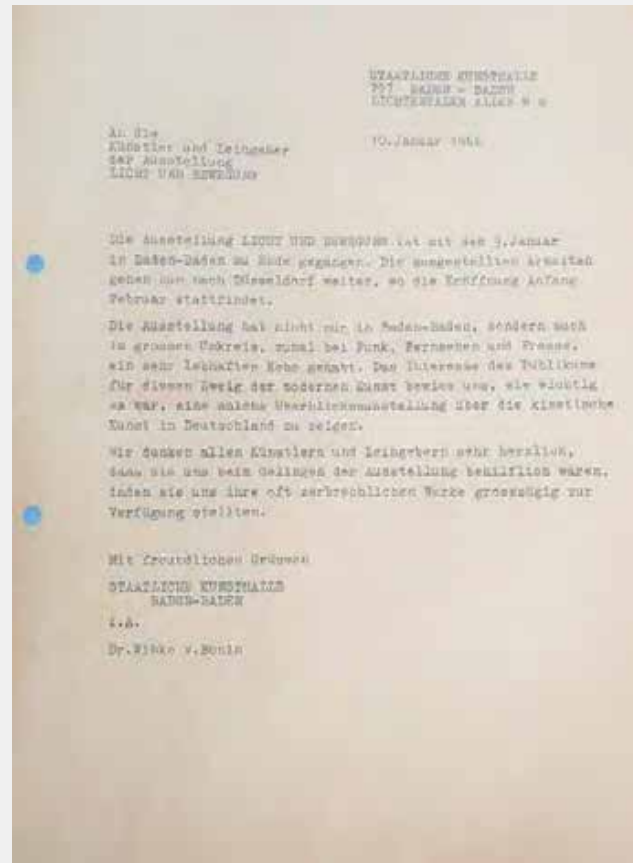 STAATLICHE KUNSTHALLE
757 BADEN - BADEN
LICHTENTALER ALLEE 8 a
An die
Künstler und Leihgeber
der Ausstellung
LICHT UND BEWEGUNG
10.Januar 1966
Die Ausstellung LICHT UND BEWEGUNG ist mit dem 9.Januar
in Baden-Baden zu Ende gegangen. Die ausgestellten Arbeiten
gehen nun nach Düsseldorf weiter, wo die Eröffnung Anfang
Februar stattfindet.
Die Ausstellung hat nicht nur in Baden-Baden, sondern auch
in grossem Umkreis, zumal bei Funk, Fernsehen und Presse,
ein sehr lebhaftes Echo gehabt. Das Interesse des Publikums
für diesen Zweig der modernen Kunst bewies uns, wie wichtig
es war, eine solche Überblicksausstellung über die kinetische
Kunst in Deutschland zu zeigen.
Wir danken allen Künstlern und Leihgebern sehr herzlich,
dass sie uns beim Gelingen der Ausstellung behilflich waren,
indem sie uns ihre oft zerbrechlichen Werke grosszügig zur
Verfügung stellten.
Mit freundlichen Grüssen
STAATLICHE KUNSTHALLE
BADEN-BADEN
i.A.
Dr.Wibke v.Bonin